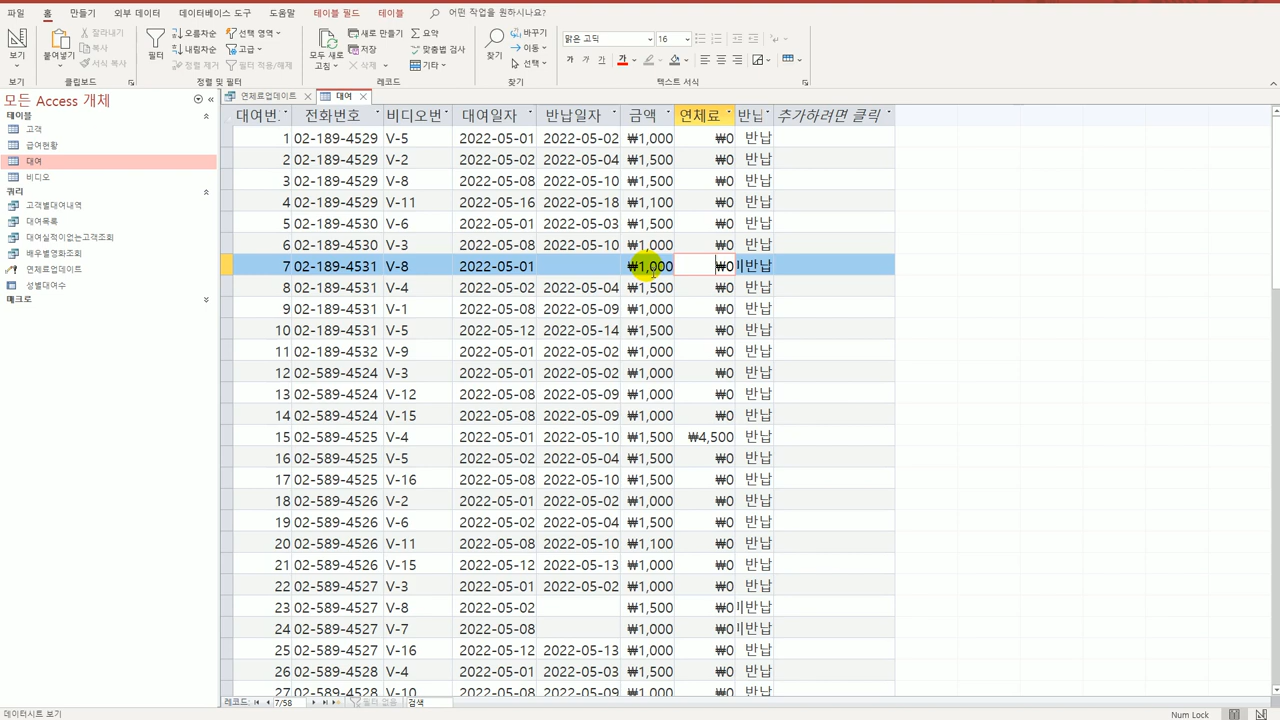 파일 홈 만들기 외부 데이터 데이터베이스 도구 도움말 테이블 필드 테이블 어떤 작업을 원하시나요?
보기
붙여넣기
잘라내기
복사
서식 복사
필터
오름차순
내림차순
정렬 제거
선택 영역
고급
필터 적용/해제
모두 새로 고침
새로 만들기
저장
삭제
요약
맞춤법 검사
기타
찾기
바꾸기
이동
선택
맑은 고딕 16
가 가 가 가
보기 클립보드 정렬 및 필터 레코드 찾기 텍스트 서식
모든 Access 개체
테이블
고객
급여현황
대여
비디오
쿼리
고객별대여내역
대여목록
대여실적이없는고객조회
배우별영화조회
연체료업데이트
성별대여수
매크로
연체료업데이트 대여
대여번 전화번호 비디오번 대여일자 반납일자 금액 연체료 반납 추가하려면 클릭
1 02-189-4529 V-5 2022-05-01 2022-05-02 ₩1,000 ₩0 반납
2 02-189-4529 V-2 2022-05-02 2022-05-04 ₩1,500 ₩0 반납
3 02-189-4529 V-8 2022-05-08 2022-05-10 ₩1,500 ₩0 반납
4 02-189-4529 V-11 2022-05-16 2022-05-18 ₩1,100 ₩0 반납
5 02-189-4530 V-6 2022-05-01 2022-05-03 ₩1,500 ₩0 반납
6 02-189-4530 V-3 2022-05-08 2022-05-10 ₩1,000 ₩0 반납
7 02-189-4531 V-8 2022-05-01 ₩1,000 ₩0 미반납
8 02-189-4531 V-4 2022-05-02 2022-05-04 ₩1,500 ₩0 반납
9 02-189-4531 V-1 2022-05-08 2022-05-09 ₩1,000 ₩0 반납
10 02-189-4531 V-5 2022-05-12 2022-05-14 ₩1,500 ₩0 반납
11 02-189-4532 V-9 2022-05-01 2022-05-02 ₩1,000 ₩0 반납
12 02-589-4524 V-3 2022-05-01 2022-05-02 ₩1,000 ₩0 반납
13 02-589-4524 V-12 2022-05-08 2022-05-09 ₩1,000 ₩0 반납
14 02-589-4524 V-15 2022-05-08 2022-05-09 ₩1,000 ₩0 반납
15 02-589-4525 V-4 2022-05-01 2022-05-10 ₩1,500 ₩4,500 반납
16 02-589-4525 V-5 2022-05-02 2022-05-04 ₩1,500 ₩0 반납
17 02-589-4525 V-16 2022-05-08 2022-05-10 ₩1,500 ₩0 반납
18 02-589-4526 V-2 2022-05-01 2022-05-02 ₩1,000 ₩0 반납
19 02-589-4526 V-6 2022-05-02 2022-05-04 ₩1,500 ₩0 반납
20 02-589-4526 V-11 2022-05-08 2022-05-10 ₩1,100 ₩0 반납
21 02-589-4526 V-15 2022-05-12 2022-05-13 ₩1,000 ₩0 반납
22 02-589-4527 V-3 2022-05-01 2022-05-02 ₩1,000 ₩0 반납
23 02-589-4527 V-8 2022-05-02 ₩1,500 ₩0 미반납
24 02-589-4527 V-7 2022-05-08 ₩1,000 ₩0 미반납
25 02-589-4527 V-16 2022-05-12 2022-05-13 ₩1,000 ₩0 반납
26 02-589-4528 V-4 2022-05-01 2022-05-03 ₩1,500 ₩0 반납
27 02-589-4528 V-10 2022-05-08 2022-05-09 ₩1,000 ₩0 반납
레코드: 7/58 필터 없음 검색
데이터시트 보기 Num Lock